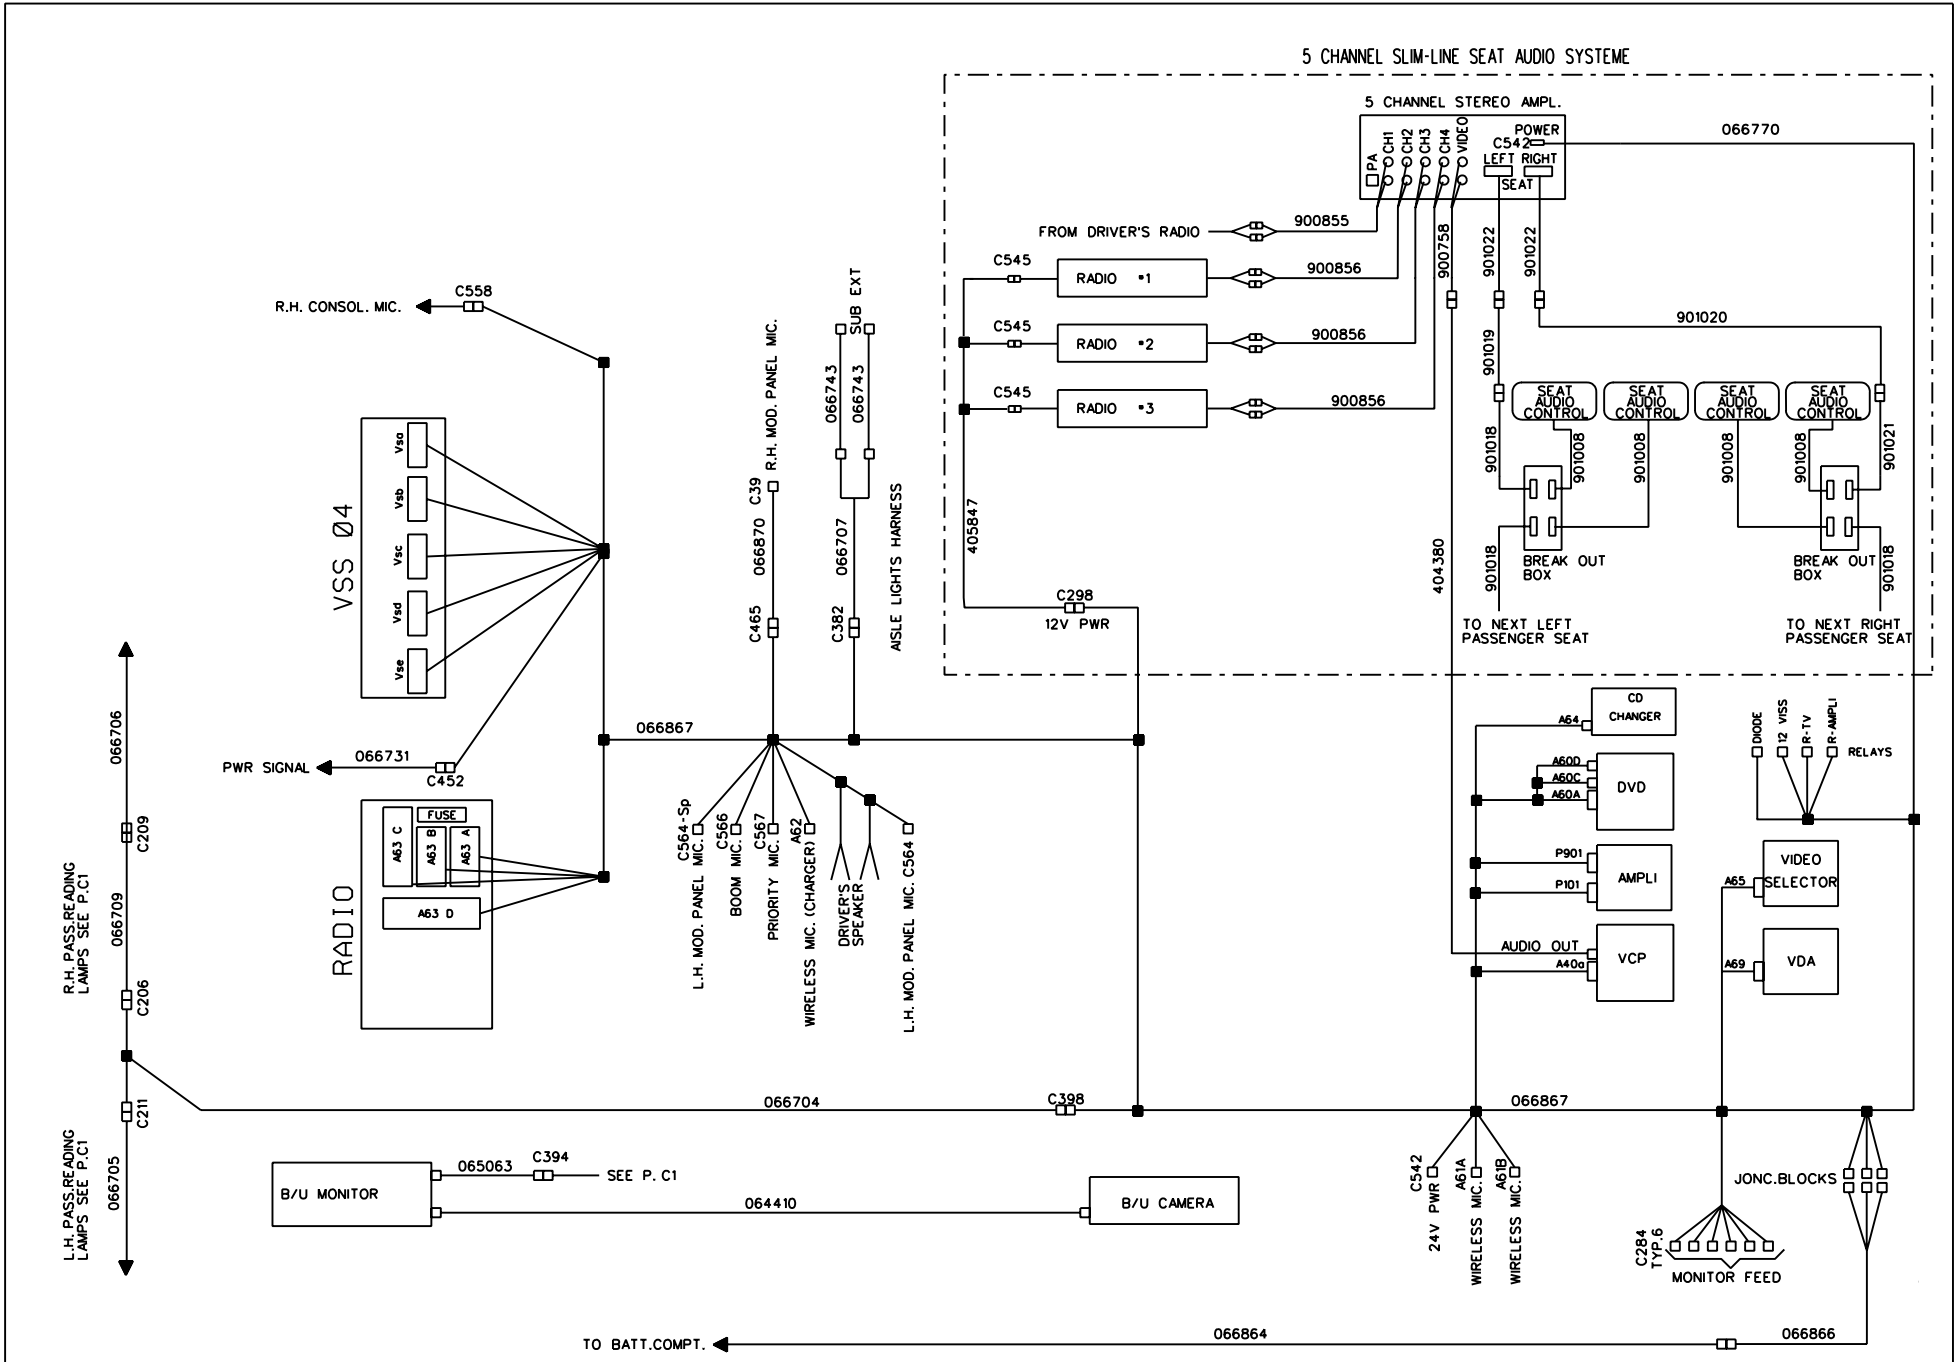 5 CHANNEL SLIM-LINE SEAT AUDIO SYSTEME
5 CHANNEL STEREO AMPL.
PA
CH1
CH2
CH3
CH4
VIDEO
POWER
C542
LEFT RIGHT
SEAT
066770
FROM DRIVER'S RADIO
900855
C545
RADIO #1
900856
C545
RADIO #2
900856
C545
RADIO #3
900856
900758
901022
901022
901019
901020
SEAT
AUDIO
CONTROL
SEAT
AUDIO
CONTROL
SEAT
AUDIO
CONTROL
SEAT
AUDIO
CONTROL
901018
901008
901008
901008
901008
901021
BREAK OUT
BOX
BREAK OUT
BOX
901018
901018
TO NEXT LEFT
PASSENGER SEAT
TO NEXT RIGHT
PASSENGER SEAT
405847
404380
C298
12V PWR
R.H. CONSOL. MIC.
C558
VSS Ø4
Vsa
Vsb
Vsc
Vsd
Vse
PWR SIGNAL
066731
C452
RADIO
A63 C
FUSE
A63 B
A63 A
A63 D
R.H. MOD. PANEL MIC.
C39
066870
C465
SUB EXT
066743
066743
066707
C382
AISLE LIGHTS HARNESS
066867
C564-Sp
L.H. MOD. PANEL MIC.
C566
BOOM MIC.
C567
PRIORITY MIC.
A62
WIRELESS MIC. (CHARGER)
DRIVER'S
SPEAKER
L.H. MOD. PANEL MIC. C564
066706
C209
066709
R.H. PASS.READING
LAMPS SEE P.C1
C206
C211
L.H. PASS.READING
LAMPS SEE P.C1
066705
066704
C398
066867
B/U MONITOR
065063
C394
SEE P. C1
064410
B/U CAMERA
A64
CD
CHANGER
A60D
A60C
A60A
DVD
P901
P101
AMPLI
AUDIO OUT
A40a
VCP
DIODE
12 VISS
R-TV
R-AMPLI
RELAYS
A65
VIDEO
SELECTOR
A69
VDA
C542
24V PWR
A61A
WIRELESS MIC.
A61B
WIRELESS MIC.
C284
TYP.6
MONITOR FEED
JONC.BLOCKS
TO BATT.COMPT.
066864
066866